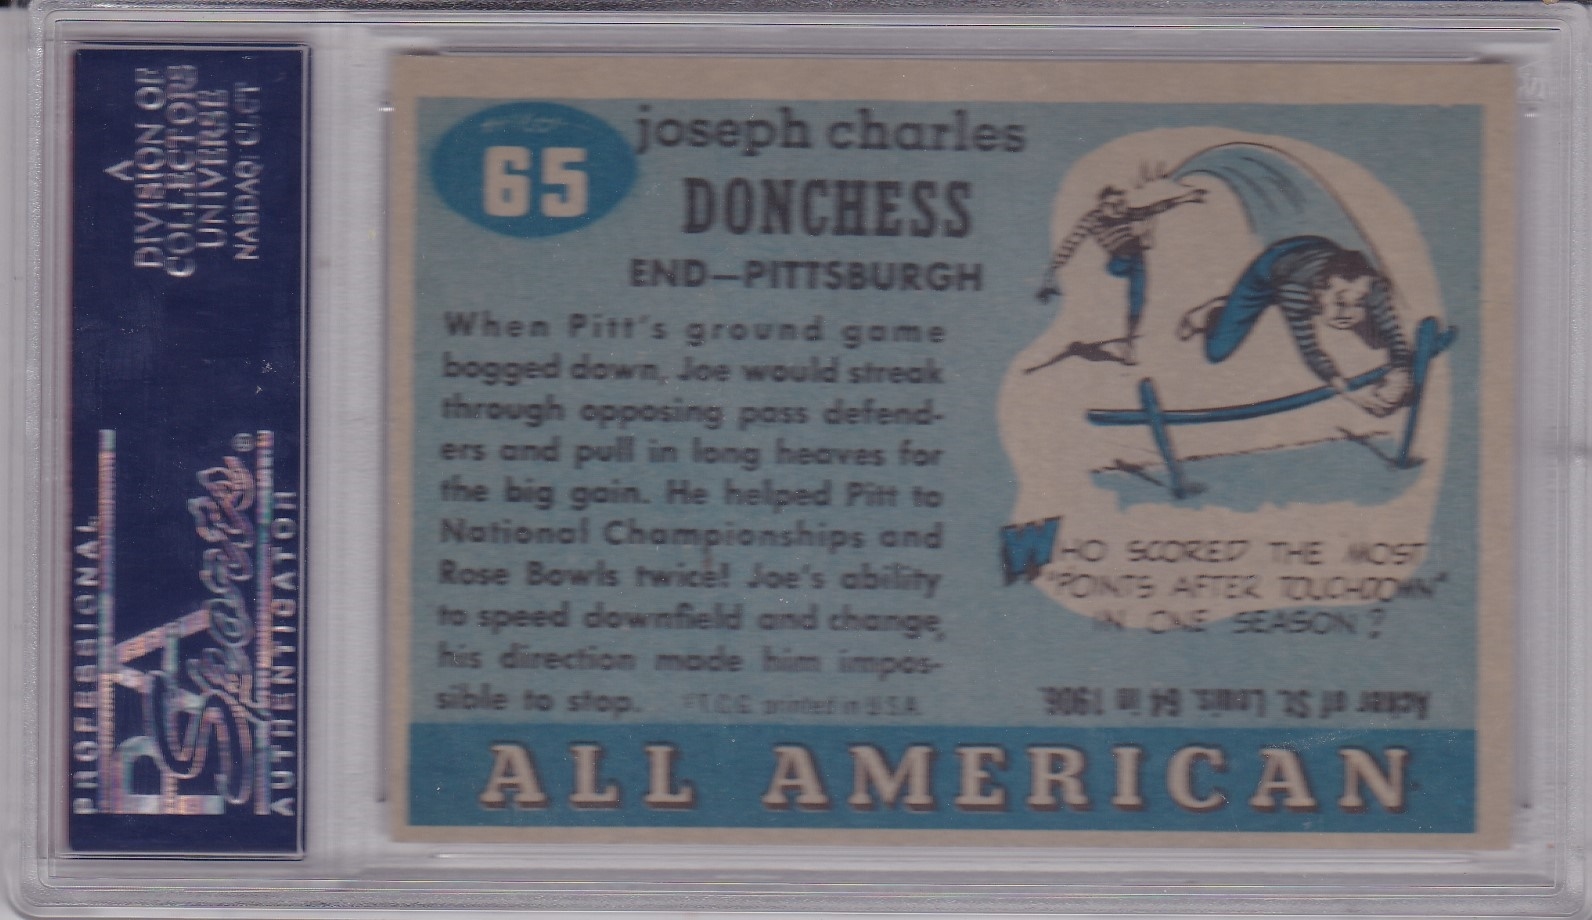 A
DIVISION OF
COLLECTORS
UNIVERSE
NASDAQ: CLCT
PROFESSIONAL
PSA
Sports
®
AUTHENTICATOR
65
joseph charles
DONCHESS
END—PITTSBURGH
When Pitt's ground game
bogged down, Joe would streak
through opposing pass defend-
ers and pull in long heaves for
the big gain. He helped Pitt to
National Championships and
Rose Bowls twice! Joe's ability
to speed downfield and change,
his direction made him impos-
sible to stop. ©T.C.G. printed in U.S.A.
WHO SCORED THE MOST
"POINTS AFTER TOUCHDOWN"
IN ONE SEASON?
Acker of St. Louis. 64 in 1906.
ALL AMERICAN